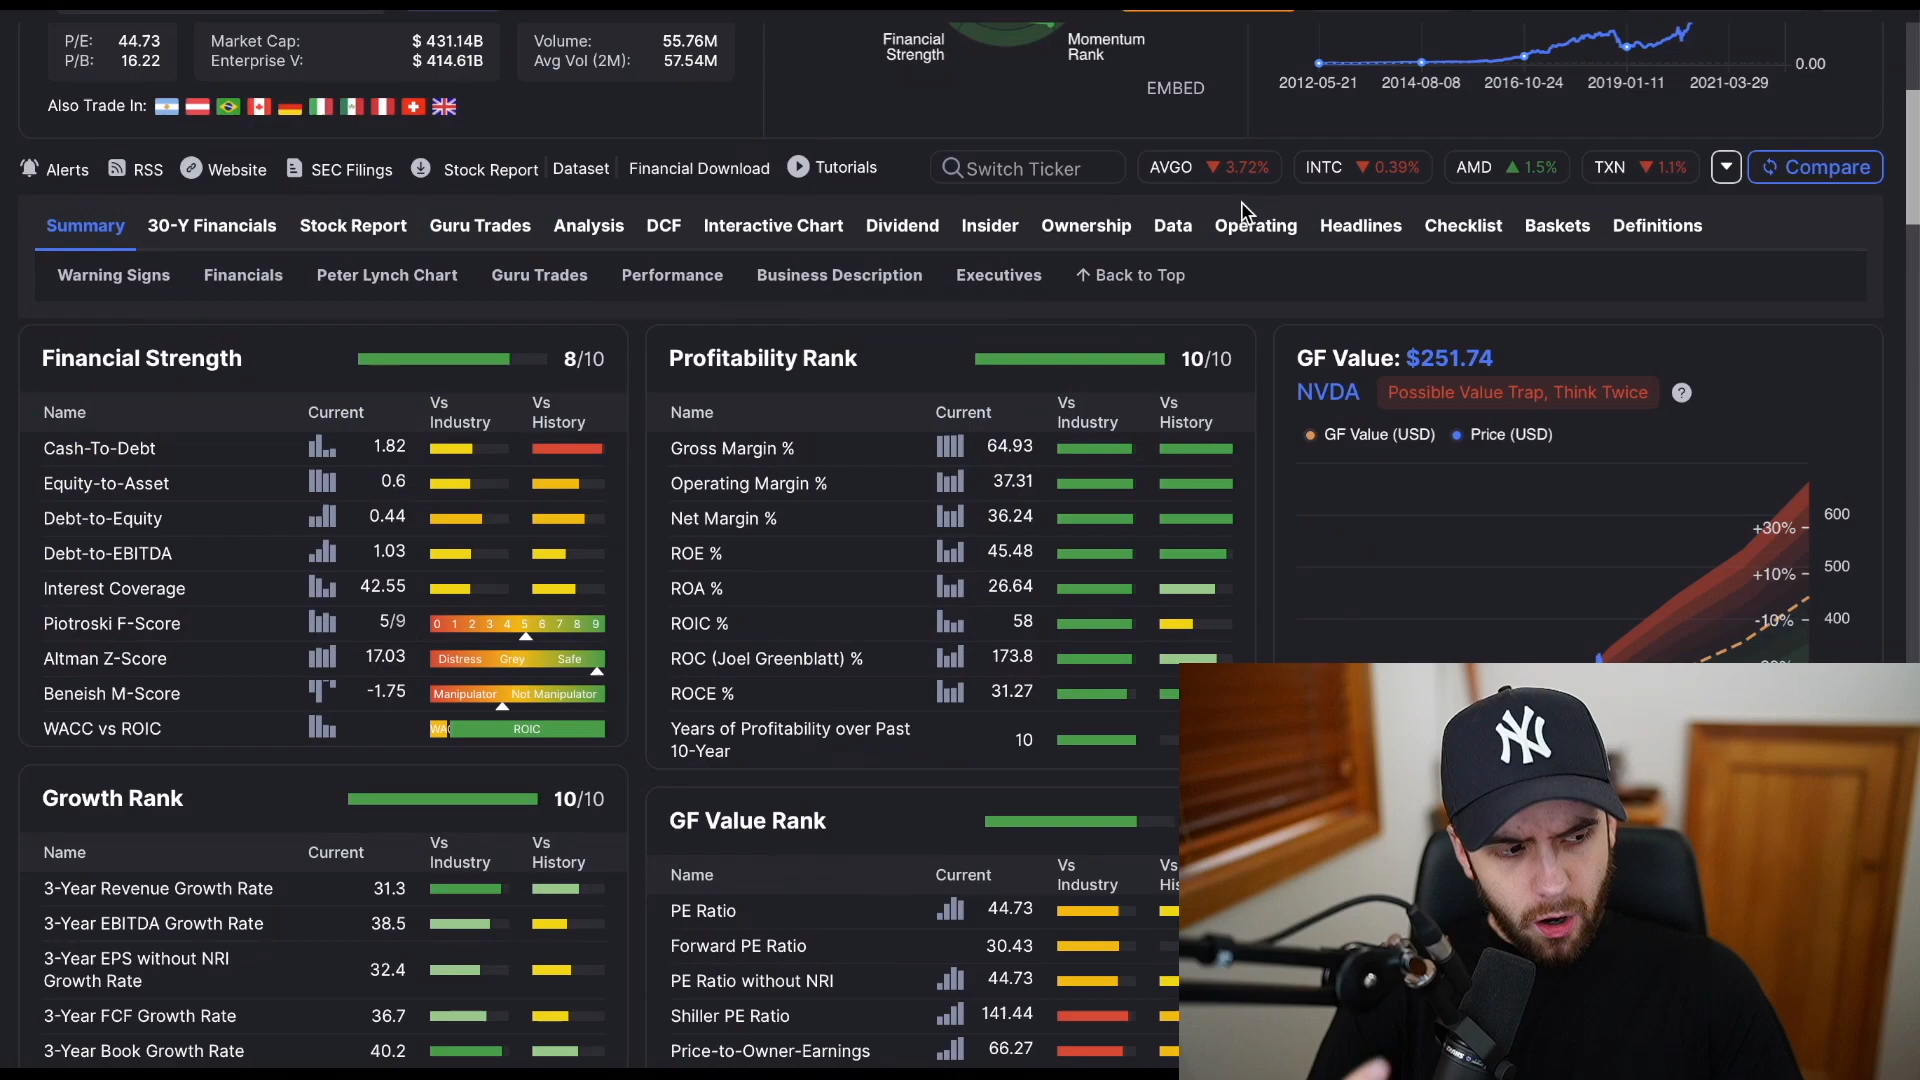 P/E: 44.73
P/B: 16.22
Market Cap: $ 431.14B
Enterprise V: $ 414.61B
Volume: 55.76M
Avg Vol (2M): 57.54M
Financial Strength
Momentum Rank
EMBED
0.00
2012-05-21 2014-08-08 2016-10-24 2019-01-11 2021-03-29
Also Trade In:
Alerts RSS Website SEC Filings Stock Report Dataset Financial Download Tutorials
Switch Ticker AVGO 3.72% INTC 0.39% AMD 1.5% TXN 1.1% Compare
Summary 30-Y Financials Stock Report Guru Trades Analysis DCF Interactive Chart Dividend Insider Ownership Data Operating Headlines Checklist Baskets Definitions
Warning Signs Financials Peter Lynch Chart Guru Trades Performance Business Description Executives Back to Top
Financial Strength 8/10
Name Current Vs Industry Vs History
Cash-To-Debt 1.82
Equity-to-Asset 0.6
Debt-to-Equity 0.44
Debt-to-EBITDA 1.03
Interest Coverage 42.55
Piotroski F-Score 5/9 0 1 2 3 4 5 6 7 8 9
Altman Z-Score 17.03 Distress Grey Safe
Beneish M-Score -1.75 Manipulator Not Manipulator
WACC vs ROIC ROIC
Growth Rank 10/10
Name Current Vs Industry Vs History
3-Year Revenue Growth Rate 31.3
3-Year EBITDA Growth Rate 38.5
3-Year EPS without NRI Growth Rate 32.4
3-Year FCF Growth Rate 36.7
3-Year Book Growth Rate 40.2
Profitability Rank 10/10
Name Current Vs Industry Vs History
Gross Margin % 64.93
Operating Margin % 37.31
Net Margin % 36.24
ROE % 45.48
ROA % 26.64
ROIC % 58
ROC (Joel Greenblatt) % 173.8
ROCE % 31.27
Years of Profitability over Past 10-Year 10
GF Value Rank
Name Current Vs Industry Vs
PE Ratio 44.73
Forward PE Ratio 30.43
PE Ratio without NRI 44.73
Shiller PE Ratio 141.44
Price-to-Owner-Earnings 66.27
GF Value: $251.74
NVDA Possible Value Trap, Think Twice ?
GF Value (USD) Price (USD)
600
+30%
+10% 500
-10% 400
NY